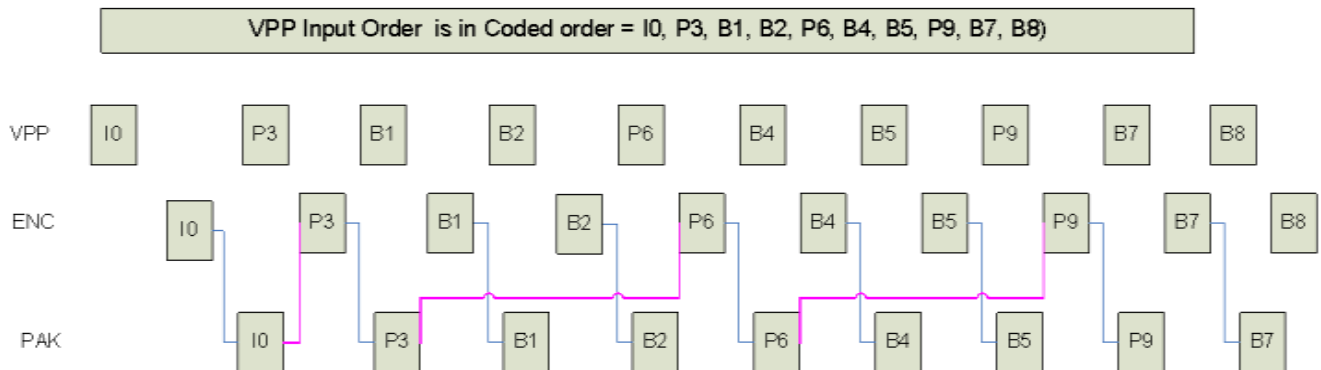 VPP Input Order is in Coded order = I0, P3, B1, B2, P6, B4, B5, P9, B7, B8)
VPP I0 P3 B1 B2 P6 B4 B5 P9 B7 B8
ENC I0 P3 B1 B2 P6 B4 B5 P9 B7 B8
PAK I0 P3 B1 B2 P6 B4 B5 P9 B7